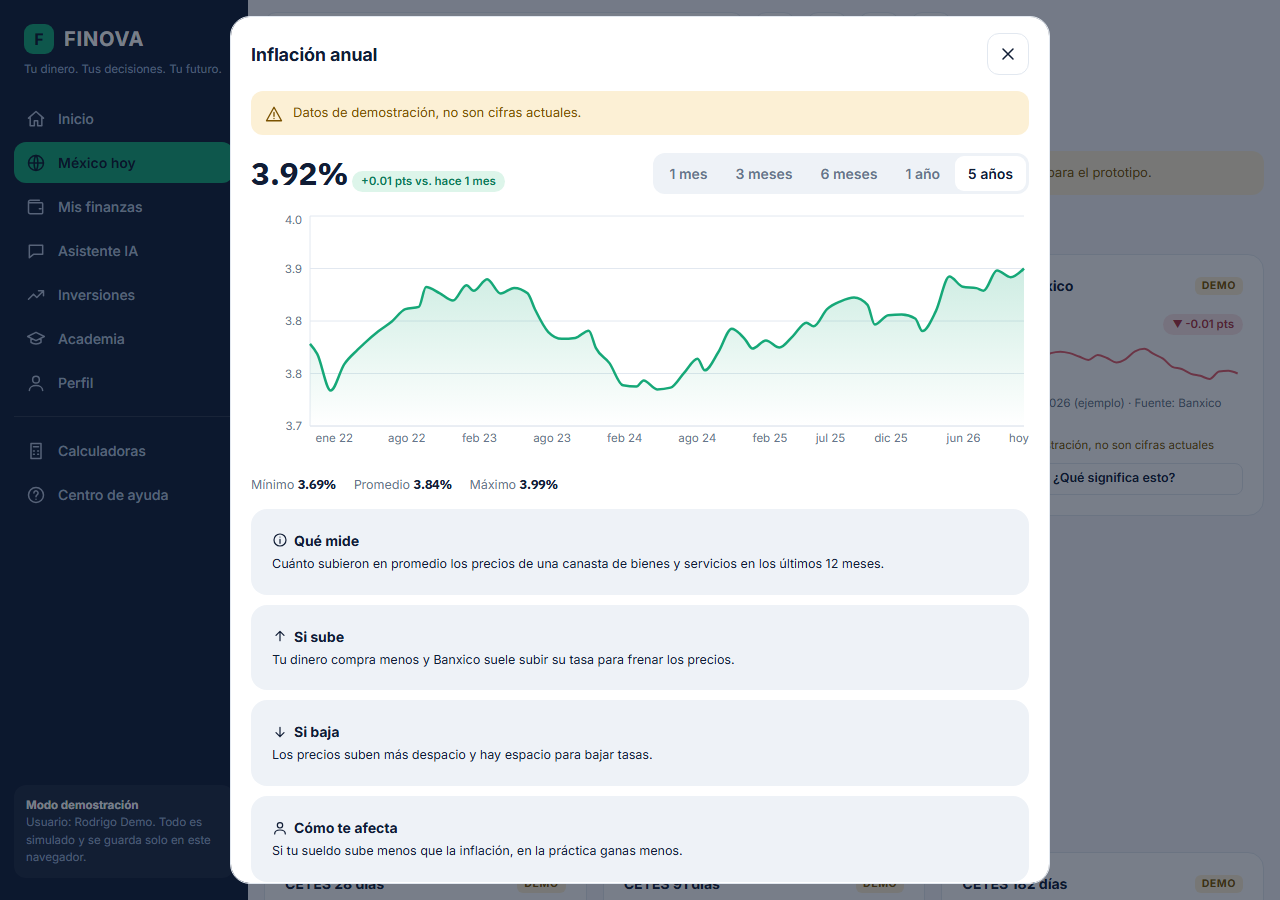 FINOVA
Tu dinero. Tus decisiones. Tu futuro.
Inicio
México hoy
Mis finanzas
Asistente IA
Inversiones
Academia
Perfil
Calculadoras
Centro de ayuda
Modo demostración
Usuario: Rodrigo Demo. Todo es
simulado y se guarda solo en este
navegador.
Inflación anual
Datos de demostración, no son cifras actuales.
3.92%
+0.01 pts vs. hace 1 mes
1 mes
3 meses
6 meses
1 año
5 años
4.0
3.9
3.8
3.8
3.7
ene 22
ago 22
feb 23
ago 23
feb 24
ago 24
feb 25
jul 25
dic 25
jun 26
hoy
Mínimo 3.69%
Promedio 3.84%
Máximo 3.99%
Qué mide
Cuánto subieron en promedio los precios de una canasta de bienes y servicios en los últimos 12 meses.
Si sube
Tu dinero compra menos y Banxico suele subir su tasa para frenar los precios.
Si baja
Los precios suben más despacio y hay espacio para bajar tasas.
Cómo te afecta
Si tu sueldo sube menos que la inflación, en la práctica ganas menos.
para el prototipo.
DEMO
▼ -0.01 pts
(ejemplo) · Fuente: Banxico
no son cifras actuales
¿Qué significa esto?
CETES 28 días
DEMO
CETES 91 días
DEMO
CETES 182 días
DEMO